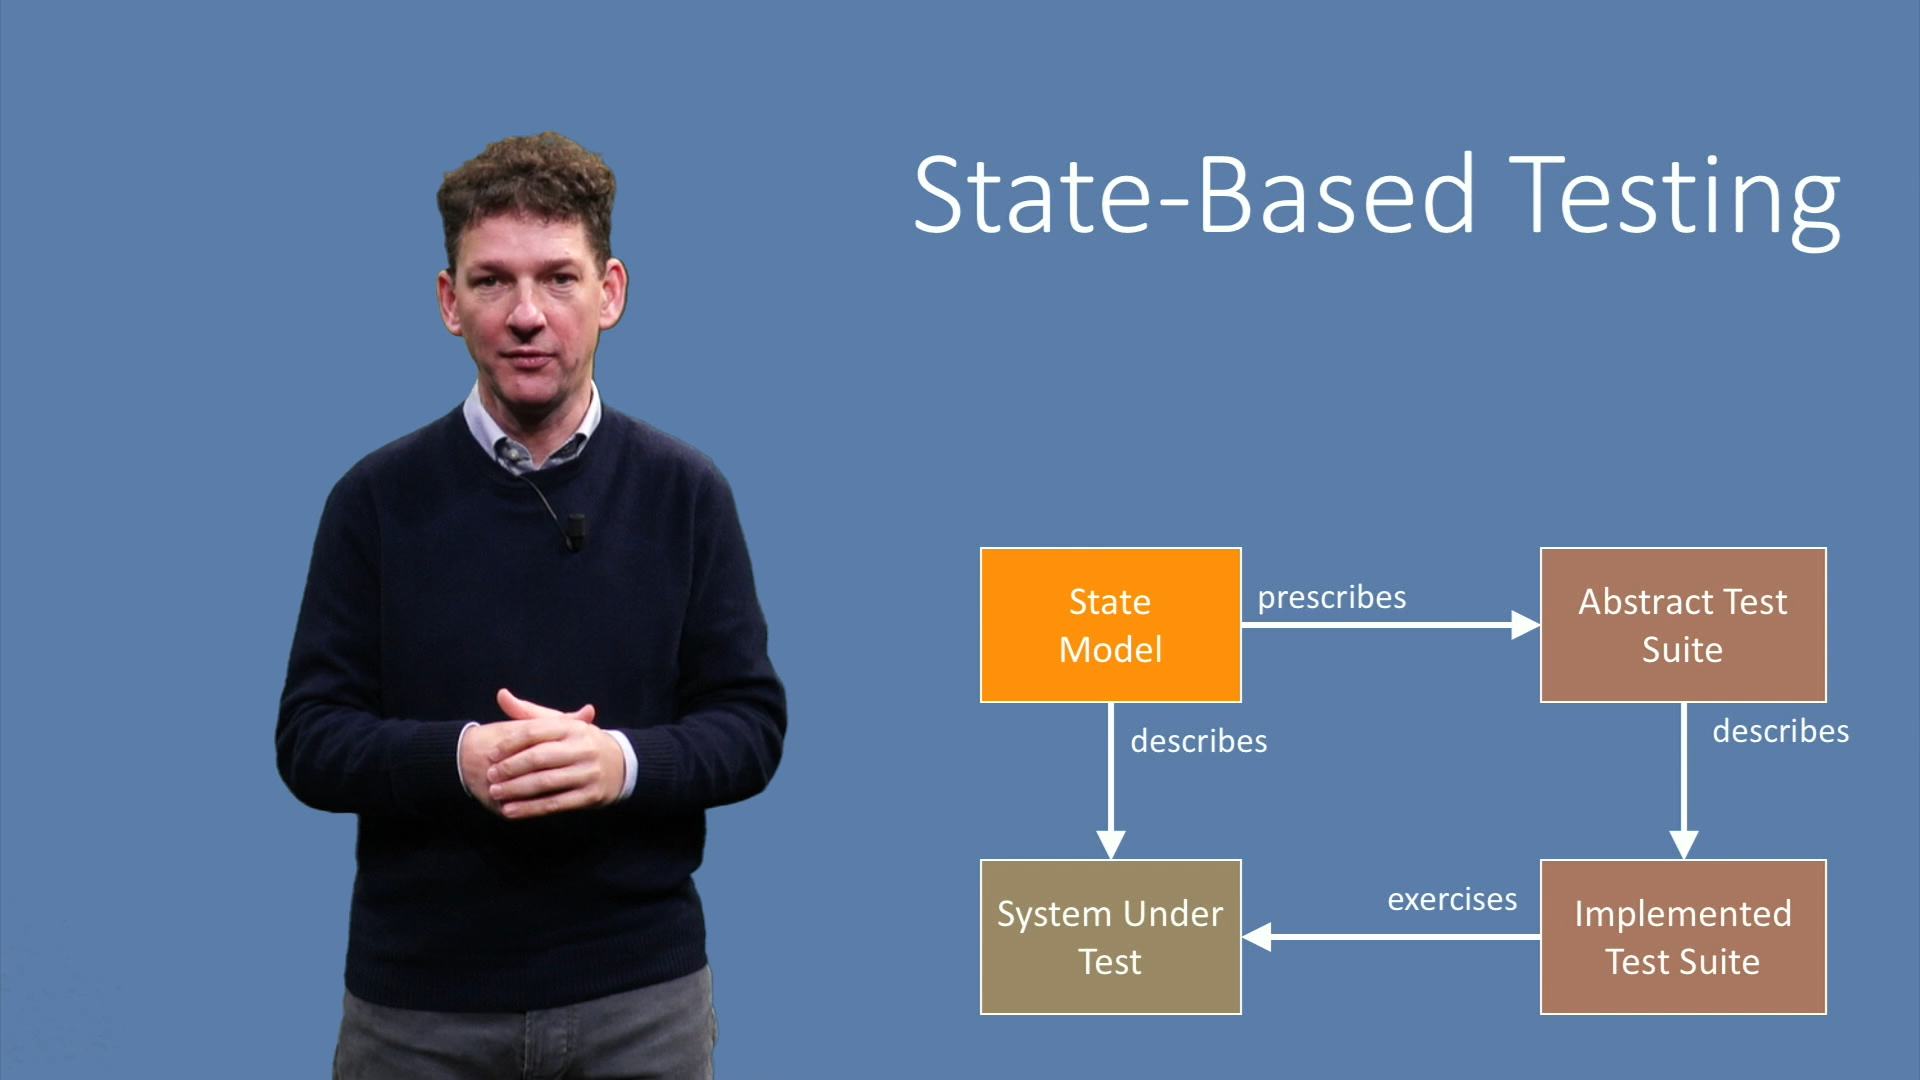 State-Based Testing
State
Model
prescribes
Abstract Test
Suite
describes
describes
System Under
Test
exercises
Implemented
Test Suite